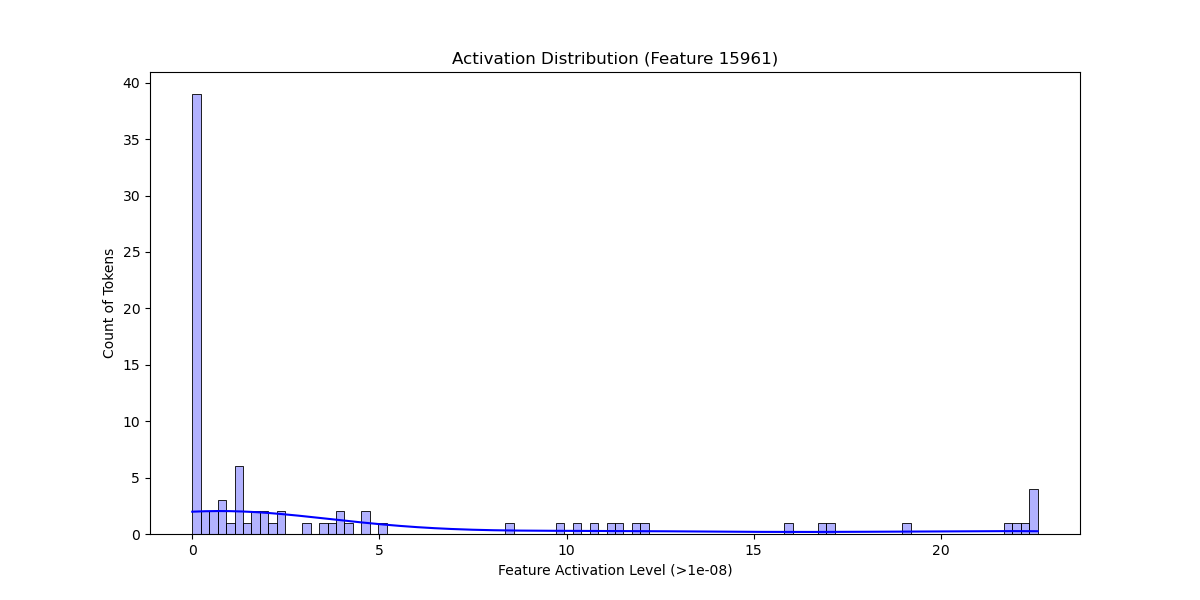 Activation Distribution (Feature 15961)
40
35
30
25
20
15
10
5
0
Count of Tokens
0 5 10 15 20
Feature Activation Level (>1e-08)